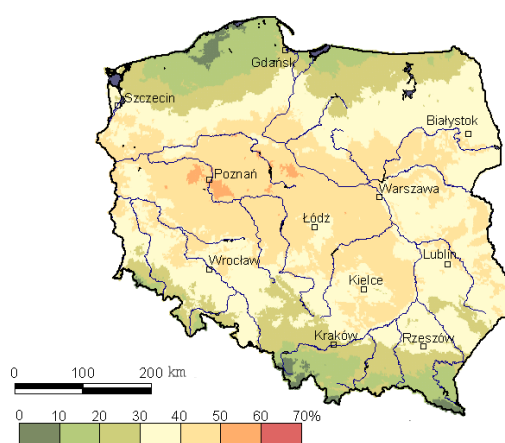 Gdańsk
Szczecin
Białystok
Poznań
Warszawa
Łódź
Wrocław
Lublin
Kielce
Kraków
Rzeszów
0 100 200 km
0 10 20 30 40 50 60 70%